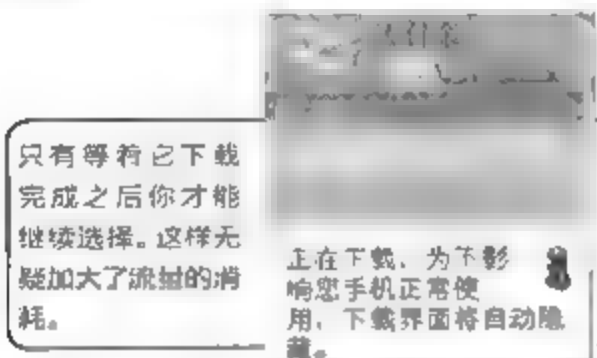 只有等着它下载
完成之后你才能
继续选择。这样无
疑加大了流量的消
耗。
正在下载，为不影
响您手机正常使
用，下载界面将自动隐
藏。